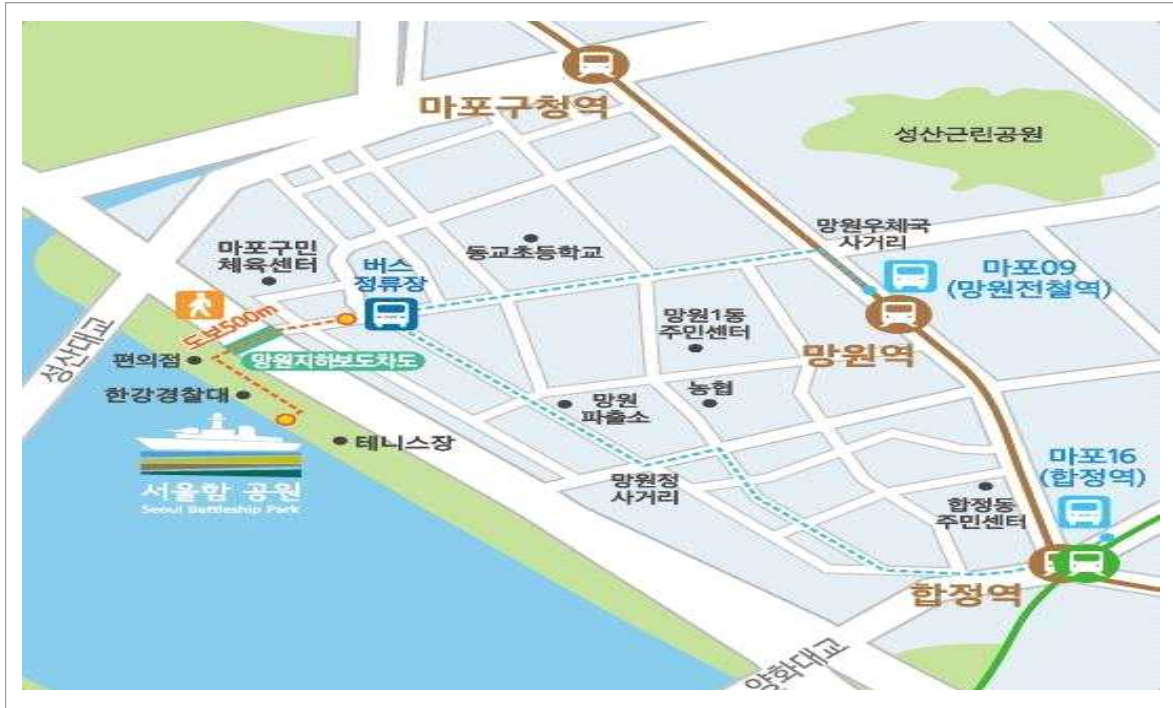 마포구청역
성산근린공원
망원우체국
사거리
마포구민
체육센터
버스
정류장
동교초등학교
마포09
(망원전철역)
망원1동
주민센터
망원역
도보500m
망원지하보도차도
성산대교
편의점
한강경찰대
농협
망원
파출소
테니스장
서울함 공원
Seoul Battleship Park
망원정
사거리
마포16
(합정역)
합정동
주민센터
합정역
양화대교